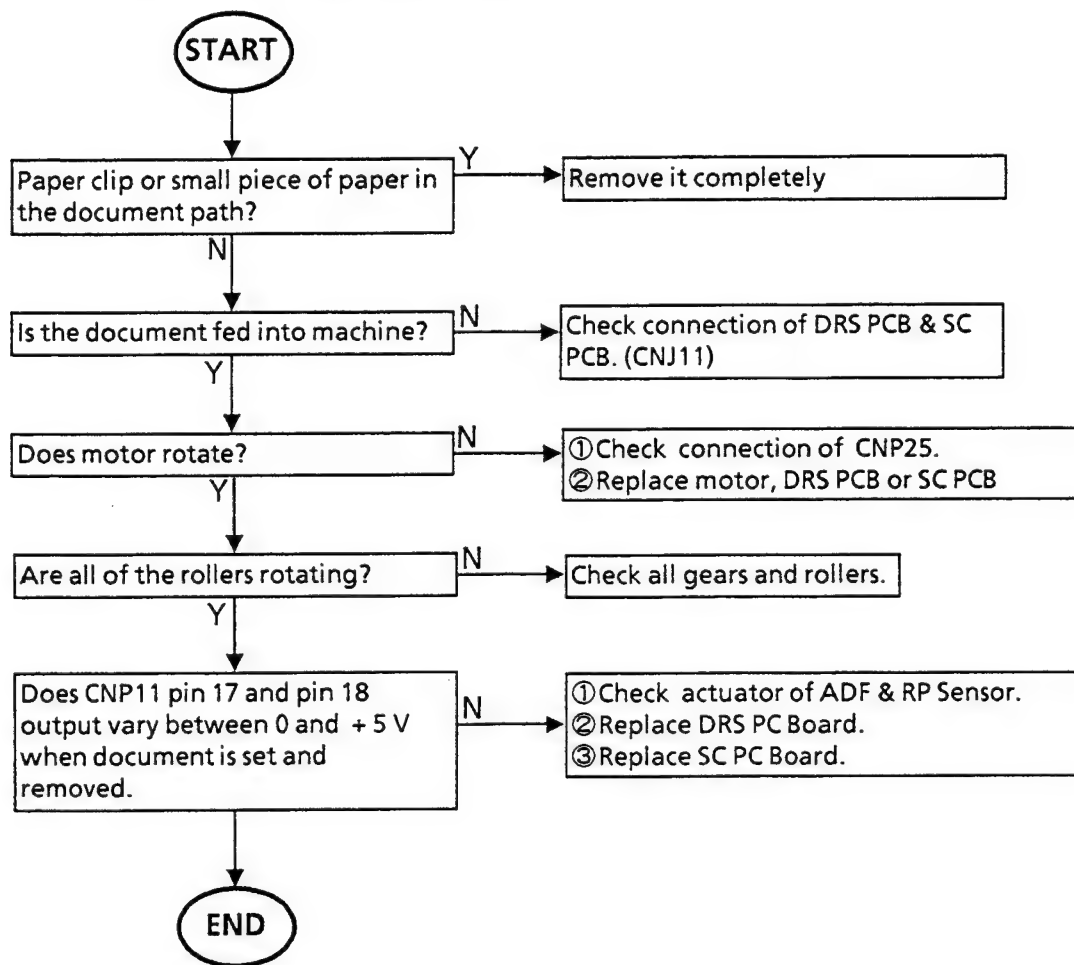 START
Paper clip or small piece of paper in
the document path?
Y
Remove it completely
N
Is the document fed into machine?
N
Check connection of DRS PCB & SC
PCB. (CNJ11)
Y
Does motor rotate?
N
①Check connection of CNP25.
②Replace motor, DRS PCB or SC PCB
Y
Are all of the rollers rotating?
N
Check all gears and rollers.
Y
Does CNP11 pin 17 and pin 18
output vary between 0 and + 5 V
when document is set and
removed.
N
①Check actuator of ADF & RP Sensor.
②Replace DRS PC Board.
③Replace SC PC Board.
END